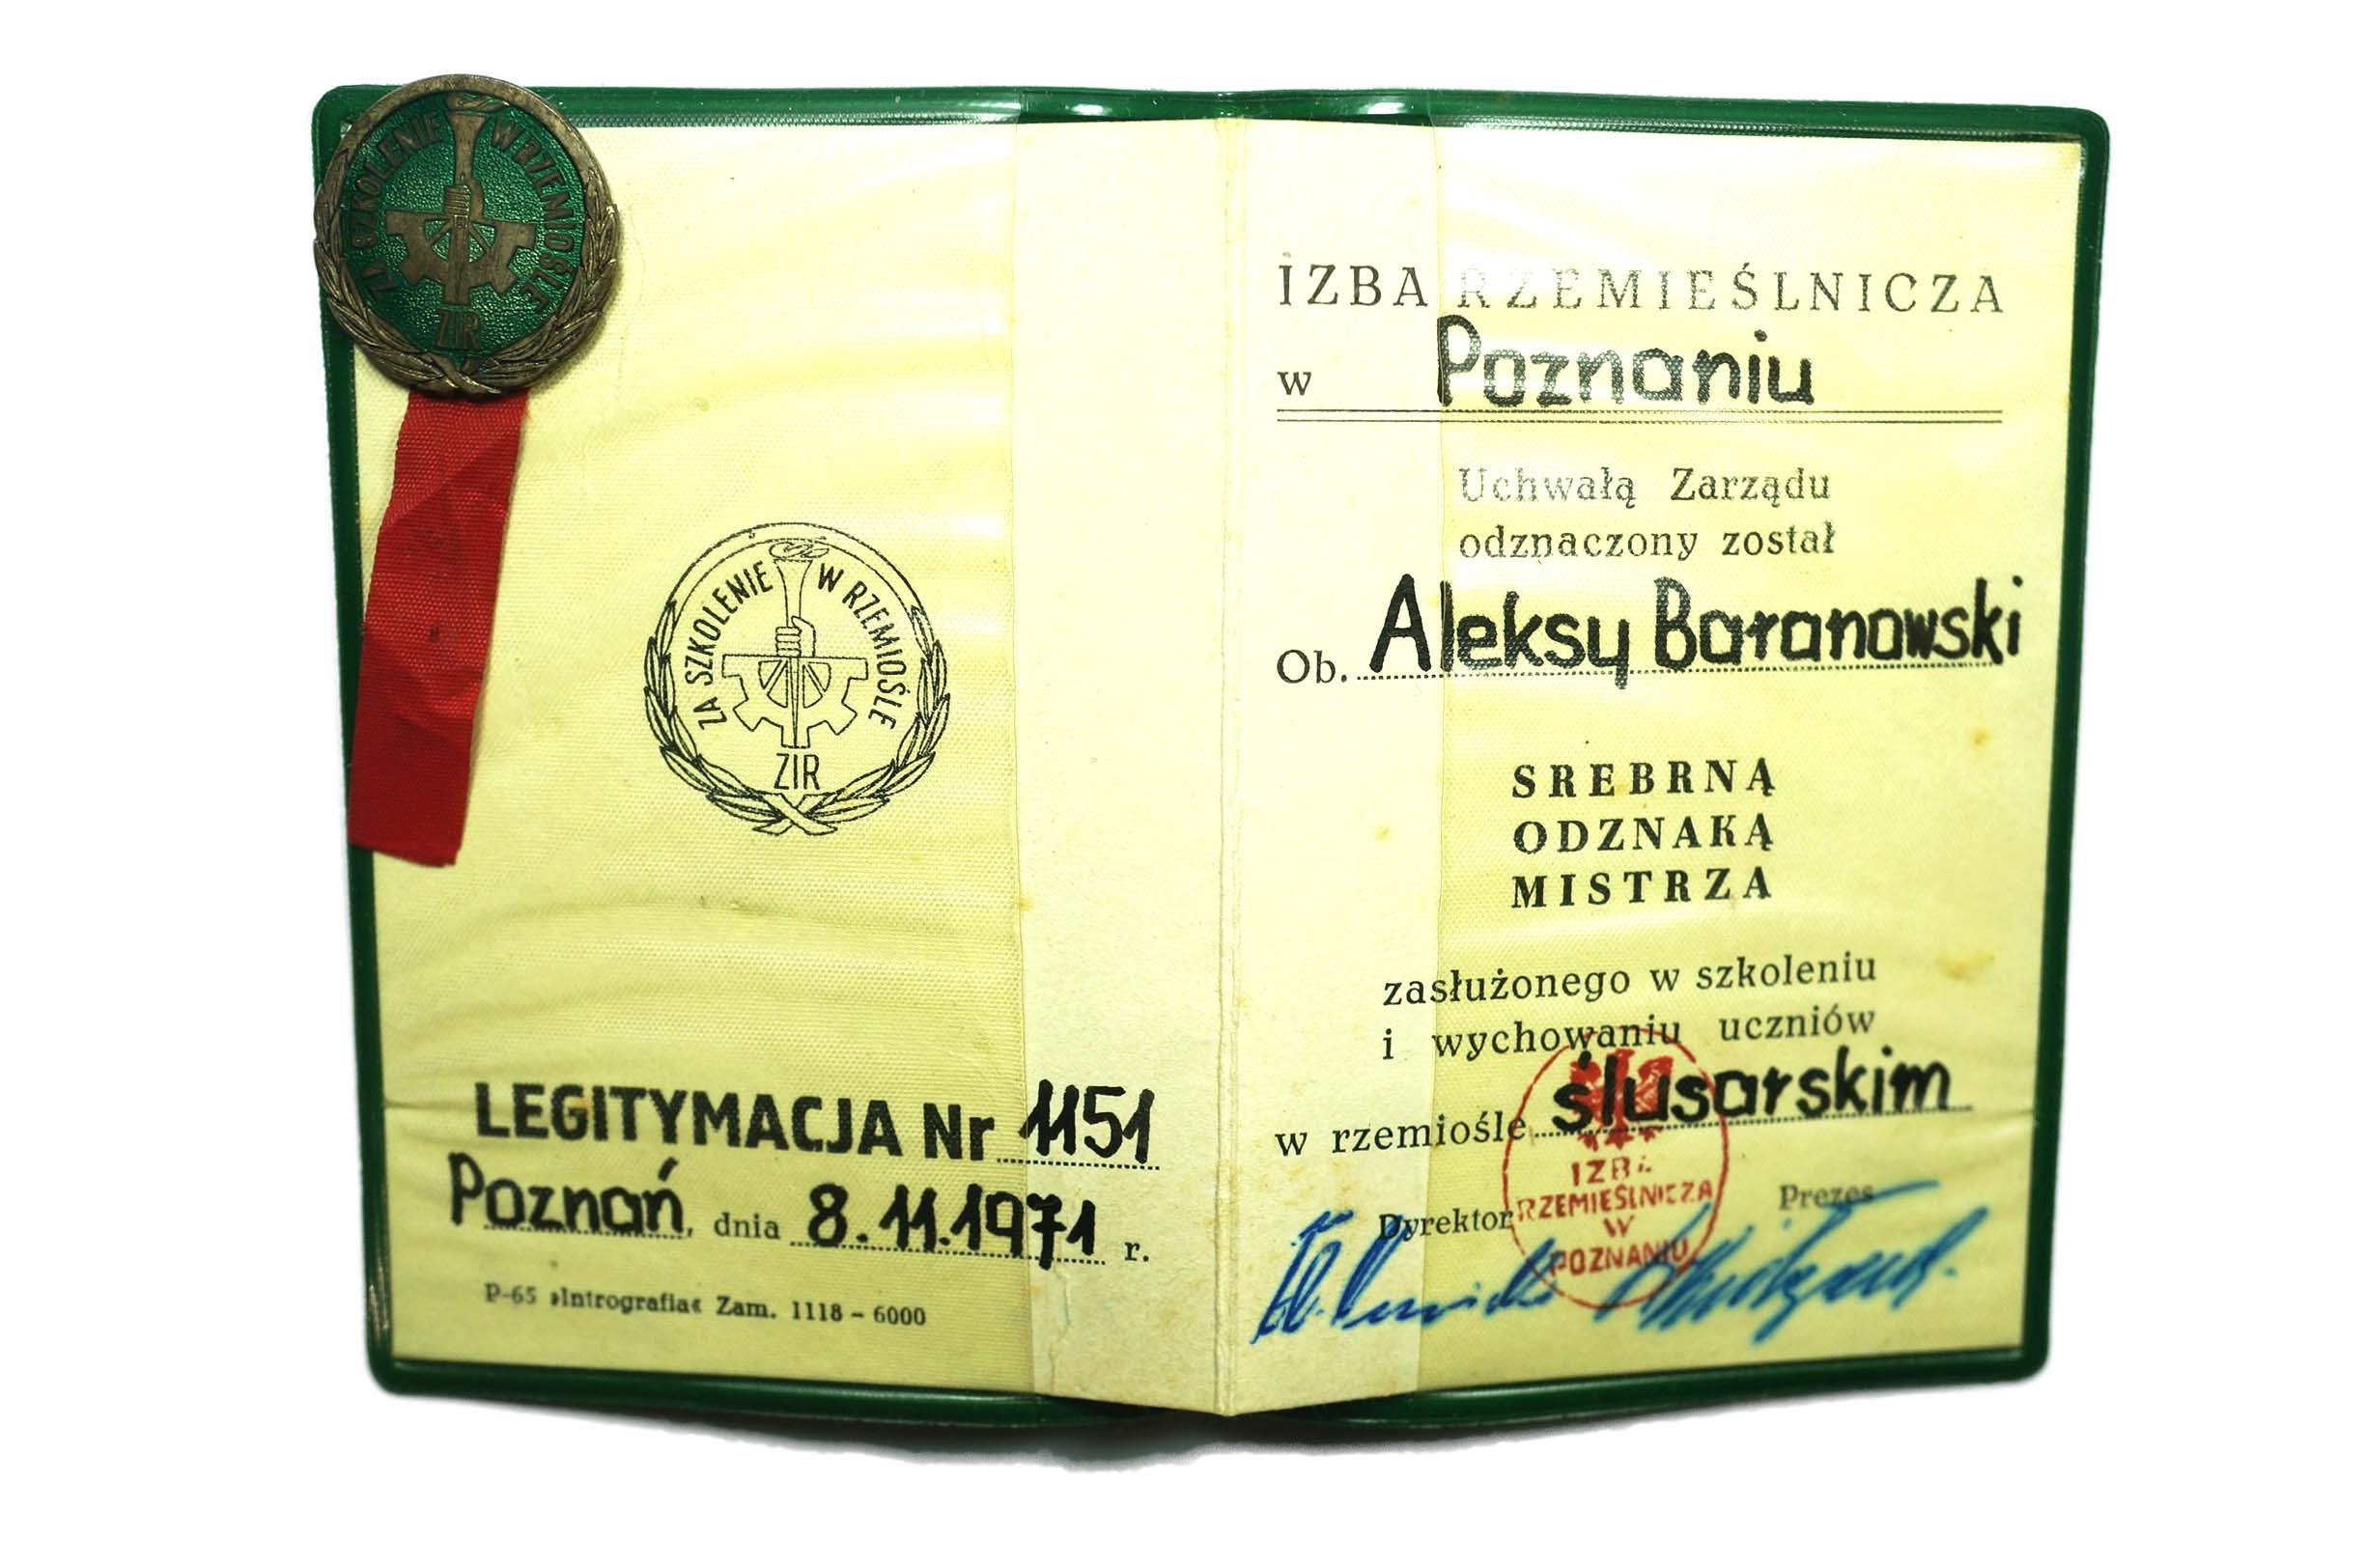 ZA SZKOLENIE W RZEMIOŚLE
ZIR
ZA SZKOLENIE W RZEMIOŚLE
ZIR
LEGITYMACJA Nr 1151
Poznań, dnia 8.11.1971 r.
P-65 »Intrografia« Zam. 1118 – 6000
IZBA RZEMIEŚLNICZA
w Poznaniu
Uchwałą Zarządu
odznaczony został
Ob. Aleksy Baranowski
SREBRNĄ
ODZNAKĄ
MISTRZA
zasłużonego w szkoleniu
i wychowaniu uczniów
w rzemiośle ślusarskim
Dyrektor Prezes
IZBA
RZEMIEŚLNICZA
W
POZNANIU